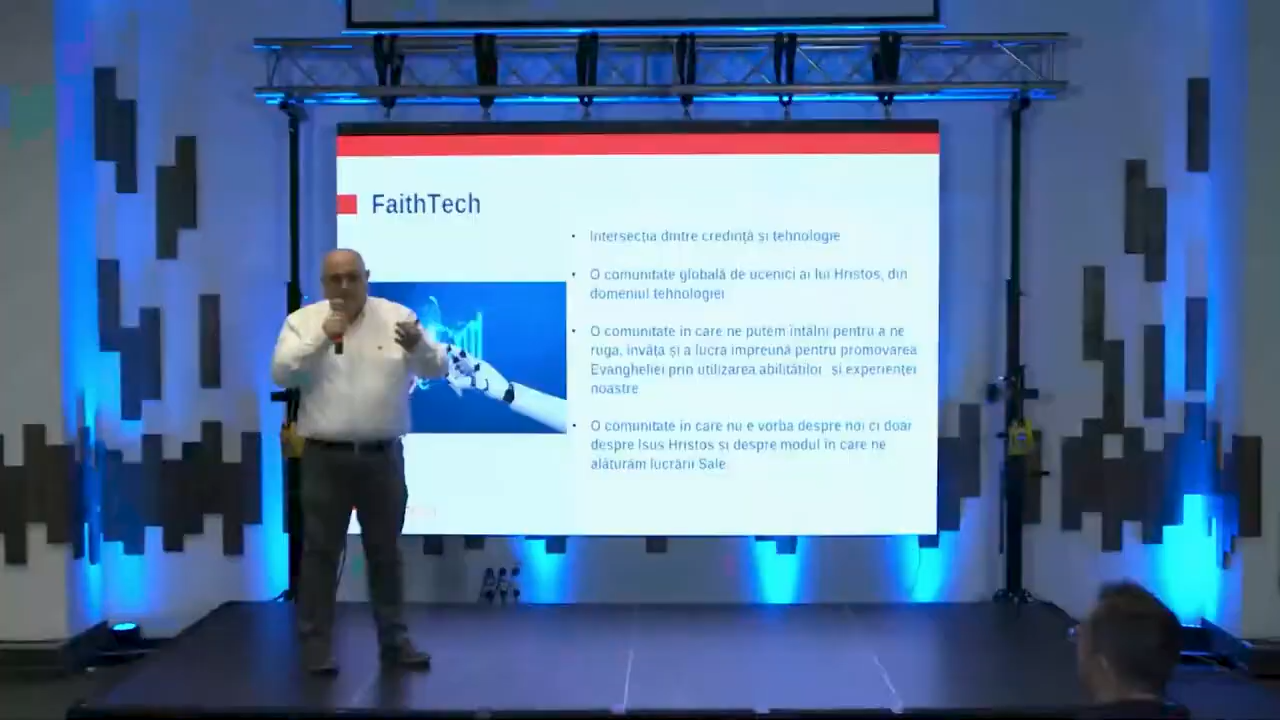 FaithTech
• Intersecția dintre credință și tehnologie
• O comunitate globală de ucenici ai lui Hristos, din
domeniul tehnologiei
• O comunitate în care ne putem întâlni pentru a ne
ruga, învăța și a lucra împreună pentru promovarea
Evangheliei prin utilizarea abilităților și experienței
noastre
• O comunitate în care nu e vorba despre noi ci doar
despre Isus Hristos și despre modul în care ne
alăturăm lucrării Sale